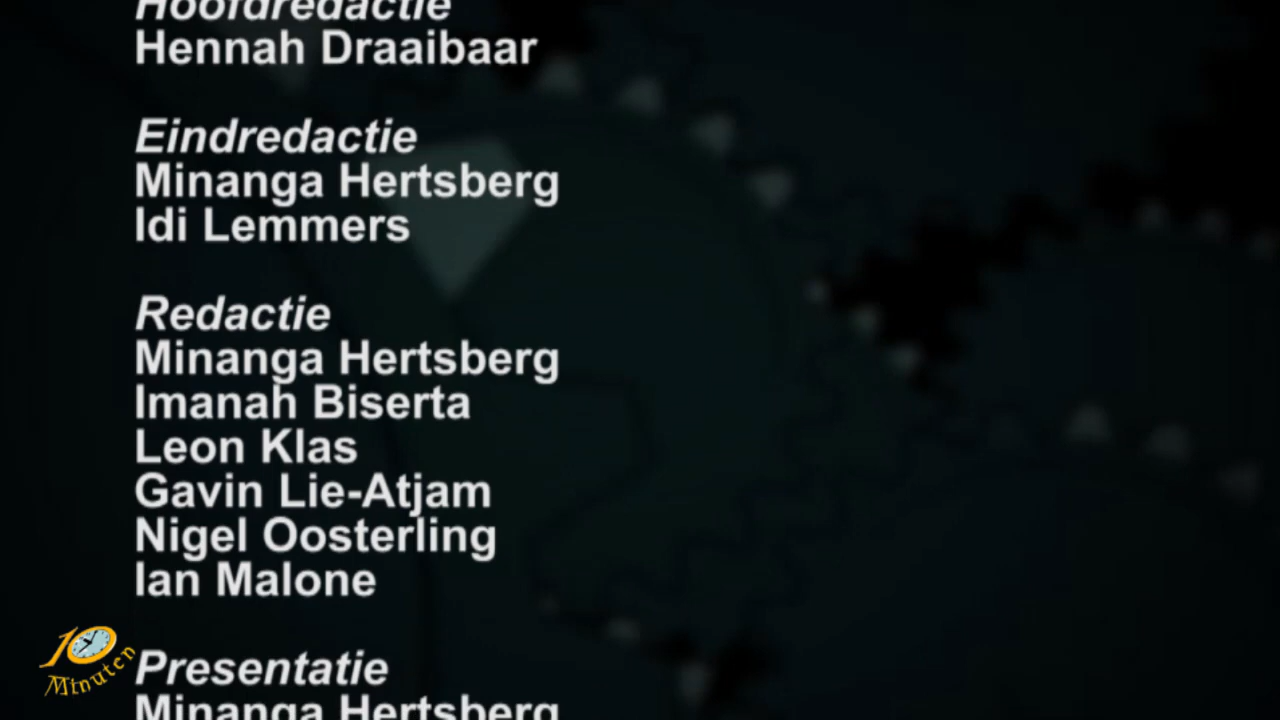 Hoofdredactie
Hennah Draaibaar
Eindredactie
Minanga Hertsberg
Idi Lemmers
Redactie
Minanga Hertsberg
Imanah Biserta
Leon Klas
Gavin Lie-Atjam
Nigel Oosterling
Ian Malone
Presentatie
Minanga Hertsberg
10
Minuten